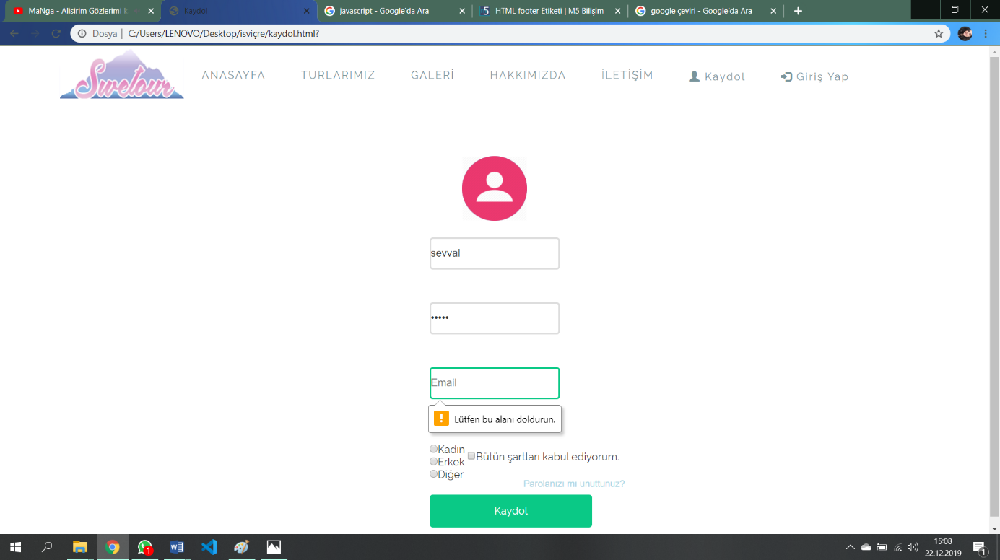 MaNga - Alisirim Gözlerimi k
Kaydol
javascript - Google'da Ara
HTML footer Etiketi | M5 Bilişim
google çeviri - Google'da Ara
Dosya | C:/Users/LENOVO/Desktop/isviçre/kaydol.html?
Swetour
ANASAYFA
TURLARIMIZ
GALERİ
HAKKIMIZDA
İLETİŞİM
Kaydol
Giriş Yap
sevval
•••••
Email
Lütfen bu alanı doldurun.
Kadın
Erkek
Diğer
Bütün şartları kabul ediyorum.
Parolanızı mı unuttunuz?
Kaydol
1
15:08
22.12.2019
1